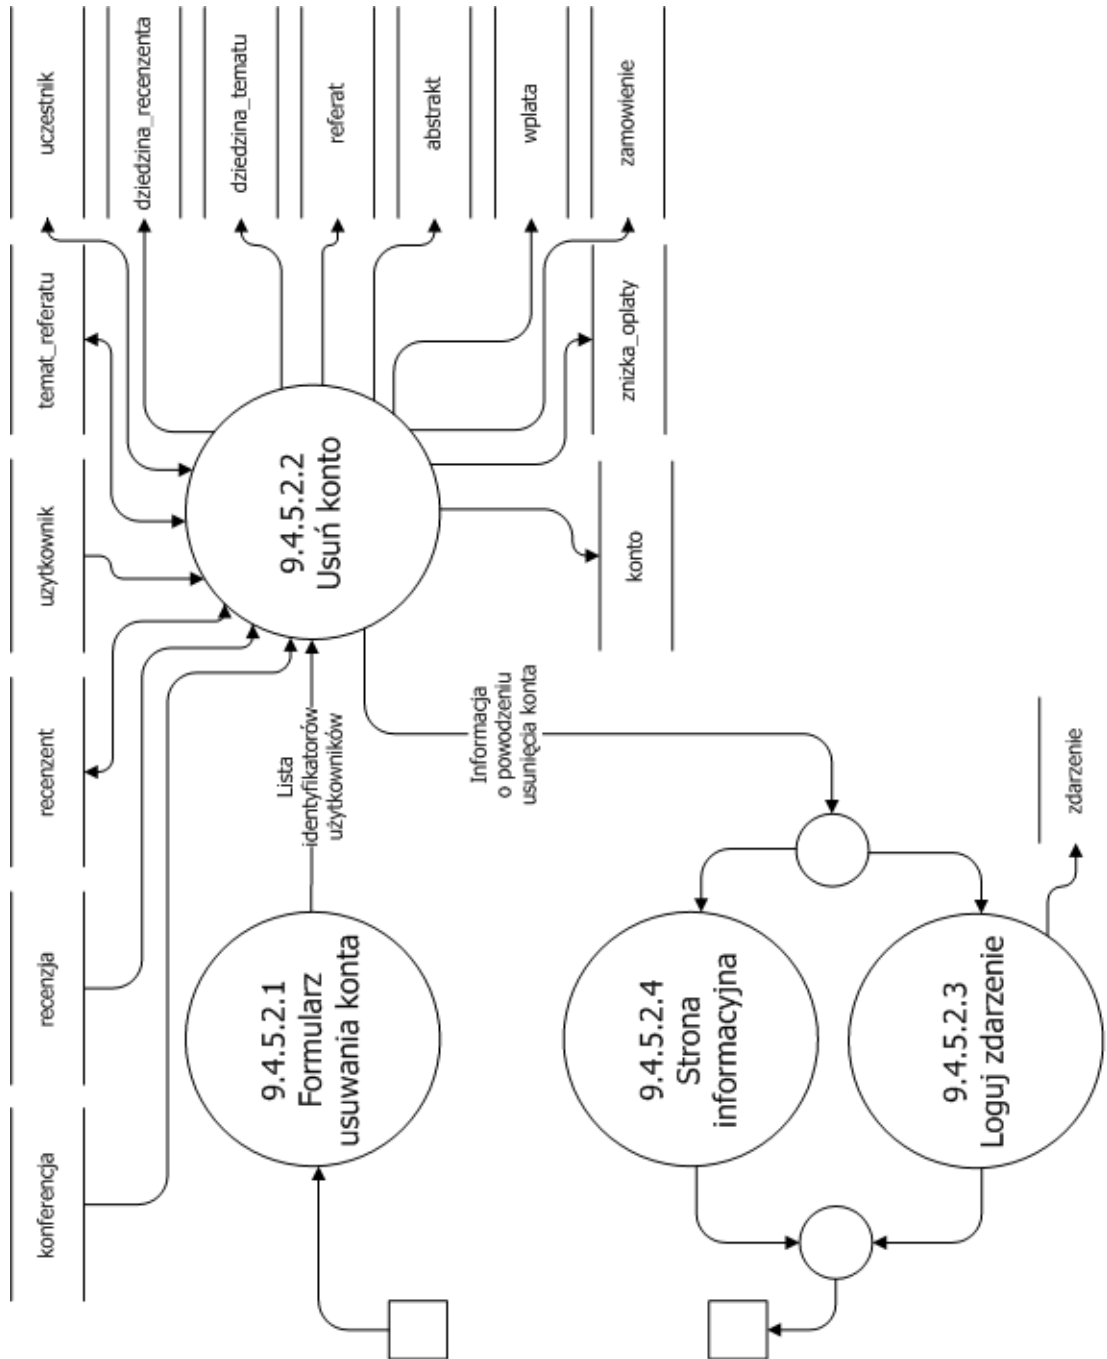 konferencja
recenzja
recenzent
uzytkownik
temat_referatu
uczestnik
dziedzina_recenzenta
dziedzina_tematu
referat
abstrakt
wplata
zamowienie
znizka_oplaty
konto
9.4.5.2.1
Formularz
usuwania konta
Lista
identyfikatorów
użytkowników
9.4.5.2.2
Usuń konto
Informacja
o powodzeniu
usunięcia konta
9.4.5.2.4
Strona
informacyjna
9.4.5.2.3
Loguj zdarzenie
zdarzenie